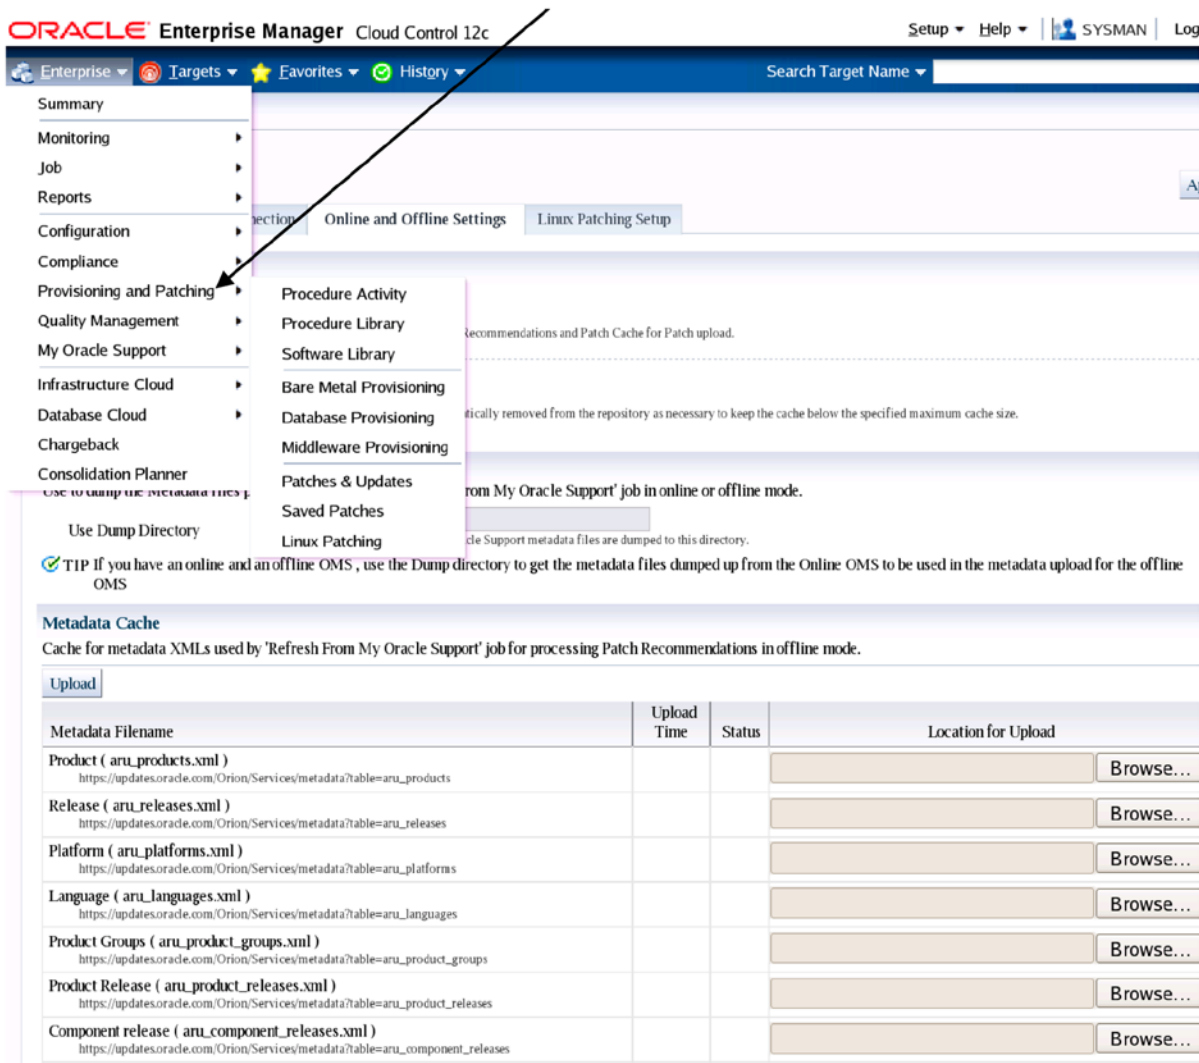 ORACLE Enterprise Manager Cloud Control 12c
Setup Help SYSMAN Log
Enterprise Targets Favorites History Search Target Name
Summary
Monitoring
Job
Reports
Configuration
Compliance
Provisioning and Patching
Quality Management
My Oracle Support
Infrastructure Cloud
Database Cloud
Chargeback
Consolidation Planner
Online and Offline Settings Linux Patching Setup
Procedure Activity
Procedure Library
Software Library
Bare Metal Provisioning
Database Provisioning
Middleware Provisioning
Patches & Updates
Saved Patches
Linux Patching
Recommendations and Patch Cache for Patch upload.
removed from the repository as necessary to keep the cache below the specified maximum cache size.
Use to dump the Metadata files
My Oracle Support' job in online or offline mode.
Use Dump Directory
Support metadata files are dumped to this directory.
TIP If you have an online and an offline OMS , use the Dump directory to get the metadata files dumped up from the Online OMS to be used in the metadata upload for the offline
OMS
Metadata Cache
Cache for metadata XMLs used by 'Refresh From My Oracle Support' job for processing Patch Recommendations in offline mode.
Upload
Metadata Filename Upload Time Status Location for Upload
Product ( aru_products.xml ) Browse...
https://updates.oracle.com/Orion/Services/metadata?table=aru_products
Release ( aru_releases.xml ) Browse...
https://updates.oracle.com/Orion/Services/metadata?table=aru_releases
Platform ( aru_platforms.xml ) Browse...
https://updates.oracle.com/Orion/Services/metadata?table=aru_platforms
Language ( aru_languages.xml ) Browse...
https://updates.oracle.com/Orion/Services/metadata?table=aru_languages
Product Groups ( aru_product_groups.xml ) Browse...
https://updates.oracle.com/Orion/Services/metadata?table=aru_product_groups
Product Release ( aru_product_releases.xml ) Browse...
https://updates.oracle.com/Orion/Services/metadata?table=aru_product_releases
Component release ( aru_component_releases.xml ) Browse...
https://updates.oracle.com/Orion/Services/metadata?table=aru_component_releases